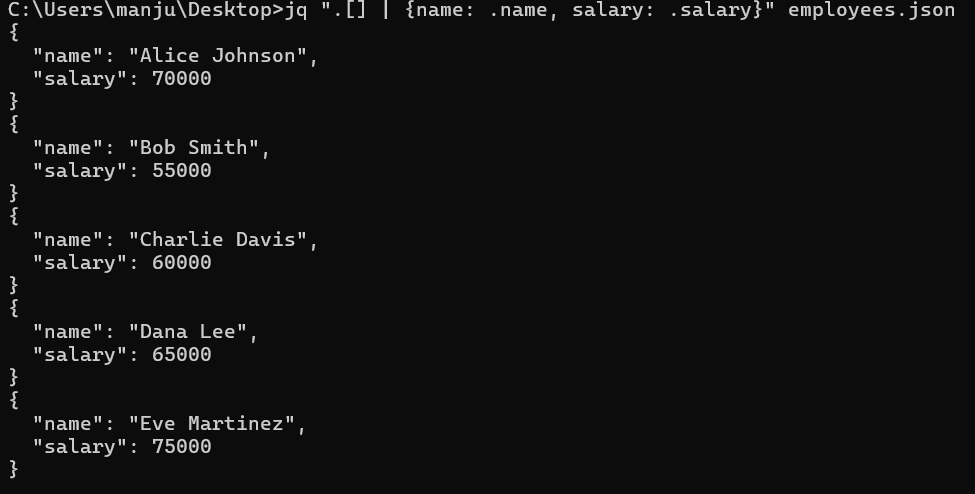 C:\Users\manju\Desktop>jq ".[] | {name: .name, salary: .salary}" employees.json
{
  "name": "Alice Johnson",
  "salary": 70000
}
{
  "name": "Bob Smith",
  "salary": 55000
}
{
  "name": "Charlie Davis",
  "salary": 60000
}
{
  "name": "Dana Lee",
  "salary": 65000
}
{
  "name": "Eve Martinez",
  "salary": 75000
}